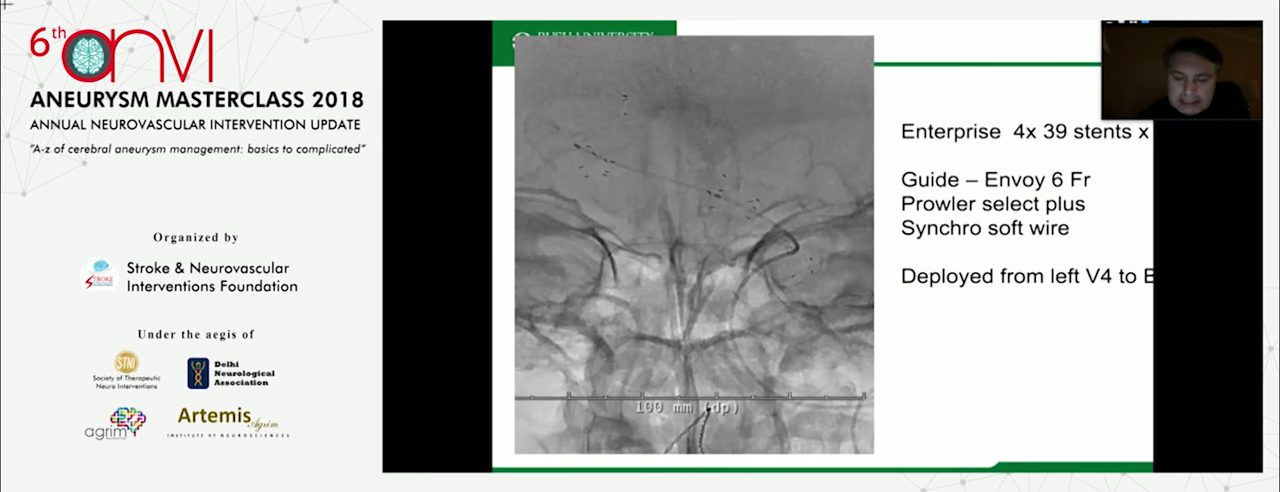 6th anvi
ANEURYSM MASTERCLASS 2018
ANNUAL NEUROVASCULAR INTERVENTION UPDATE
"A-z of cerebral aneurysm management: basics to complicated"
Organized by
STROKE
Stroke & Neurovascular
Interventions Foundation
Under the aegis of
STNI
Society of Therapeutic
Neuro Interventions
Delhi
Neurological
Association
agrim
Artemis
Agrim
INSTITUTE OF NEUROSCIENCES
RUSH UNIVERSITY
100 mm (dp)
Enterprise 4x 39 stents x
Guide – Envoy 6 Fr
Prowler select plus
Synchro soft wire
Deployed from left V4 to B